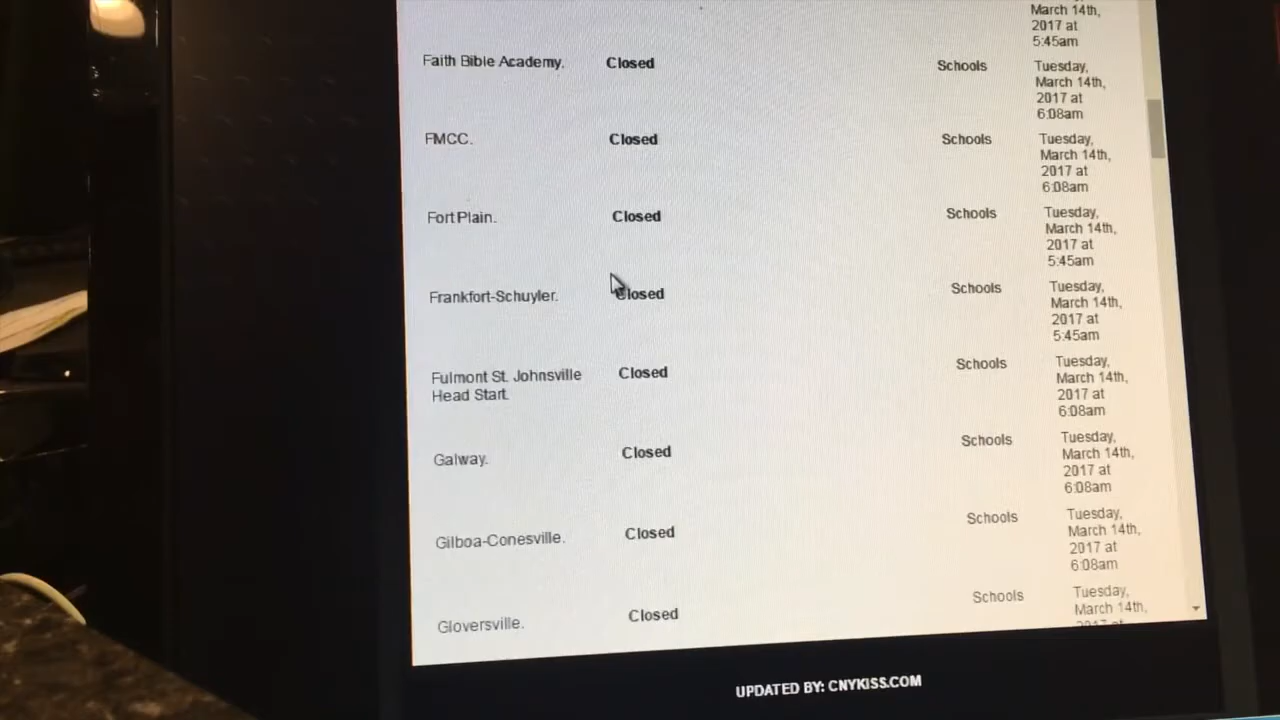 March 14th,
2017 at
5:45am
Faith Bible Academy. Closed Schools Tuesday,
March 14th,
2017 at
6:08am
FMCC. Closed Schools Tuesday,
March 14th,
2017 at
6:08am
Fort Plain. Closed Schools Tuesday,
March 14th,
2017 at
5:45am
Frankfort-Schuyler. Closed Schools Tuesday,
March 14th,
2017 at
5:45am
Fulmont St. Johnsville Closed Schools Tuesday,
Head Start. March 14th,
2017 at
6:08am
Galway. Closed Schools Tuesday,
March 14th,
2017 at
6:08am
Gilboa-Conesville. Closed Schools Tuesday,
March 14th,
2017 at
6:08am
Gloversville. Closed Schools Tuesday,
March 14th,
2017 at
UPDATED BY: CNYKISS.COM